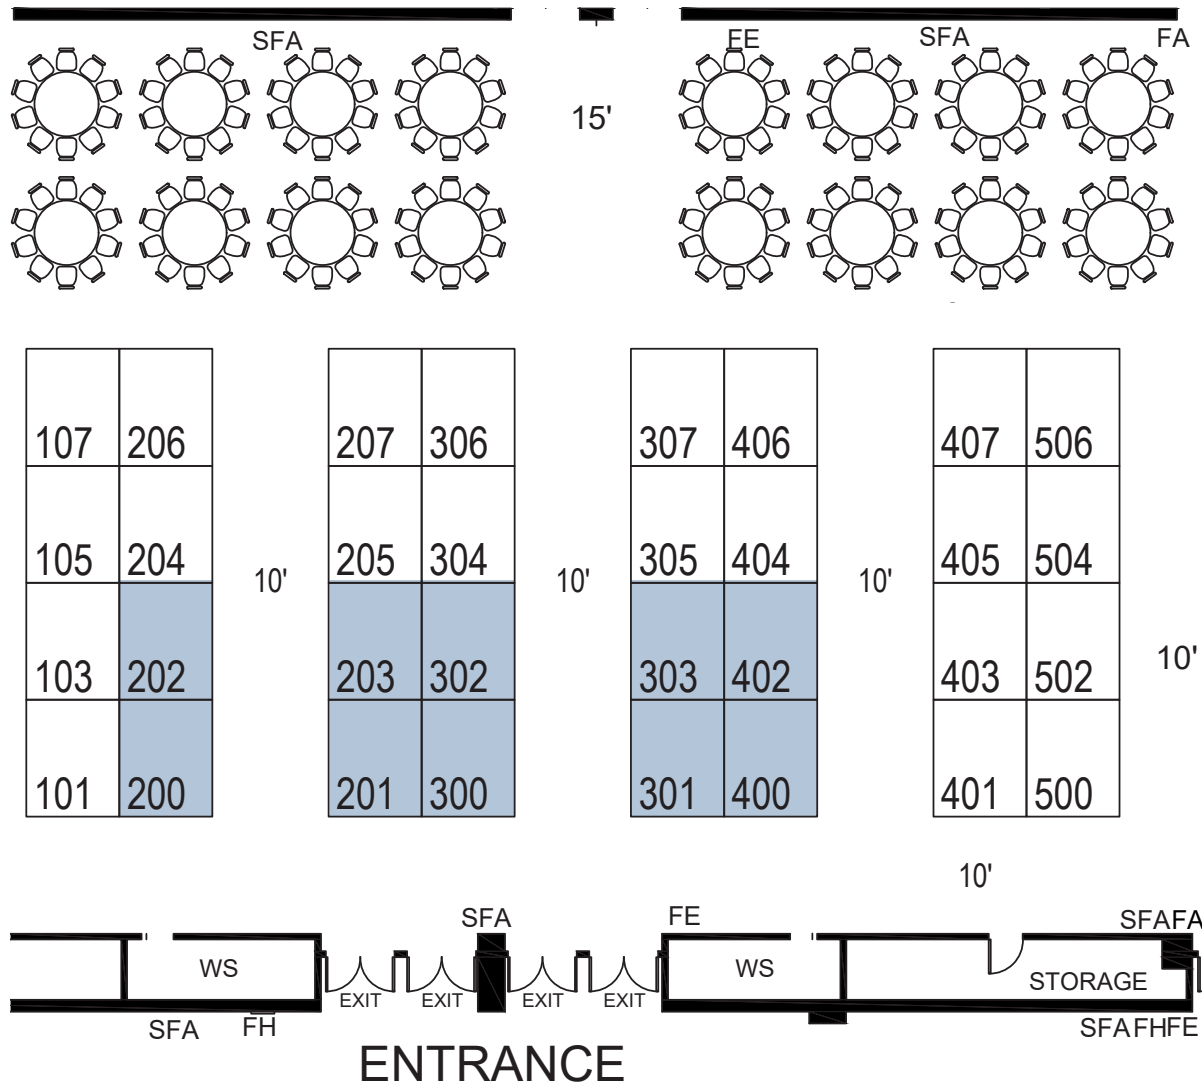 SFA FE SFA FA
15'
107 206 207 306 307 406 407 506
105 204 205 304 305 404 405 504
10' 10' 10'
103 202 203 302 303 402 403 502
10'
101 200 201 300 301 400 401 500
10'
SFA FE SFAFA
WS WS
STORAGE
EXIT EXIT EXIT EXIT
SFA FH SFAFHFE
ENTRANCE